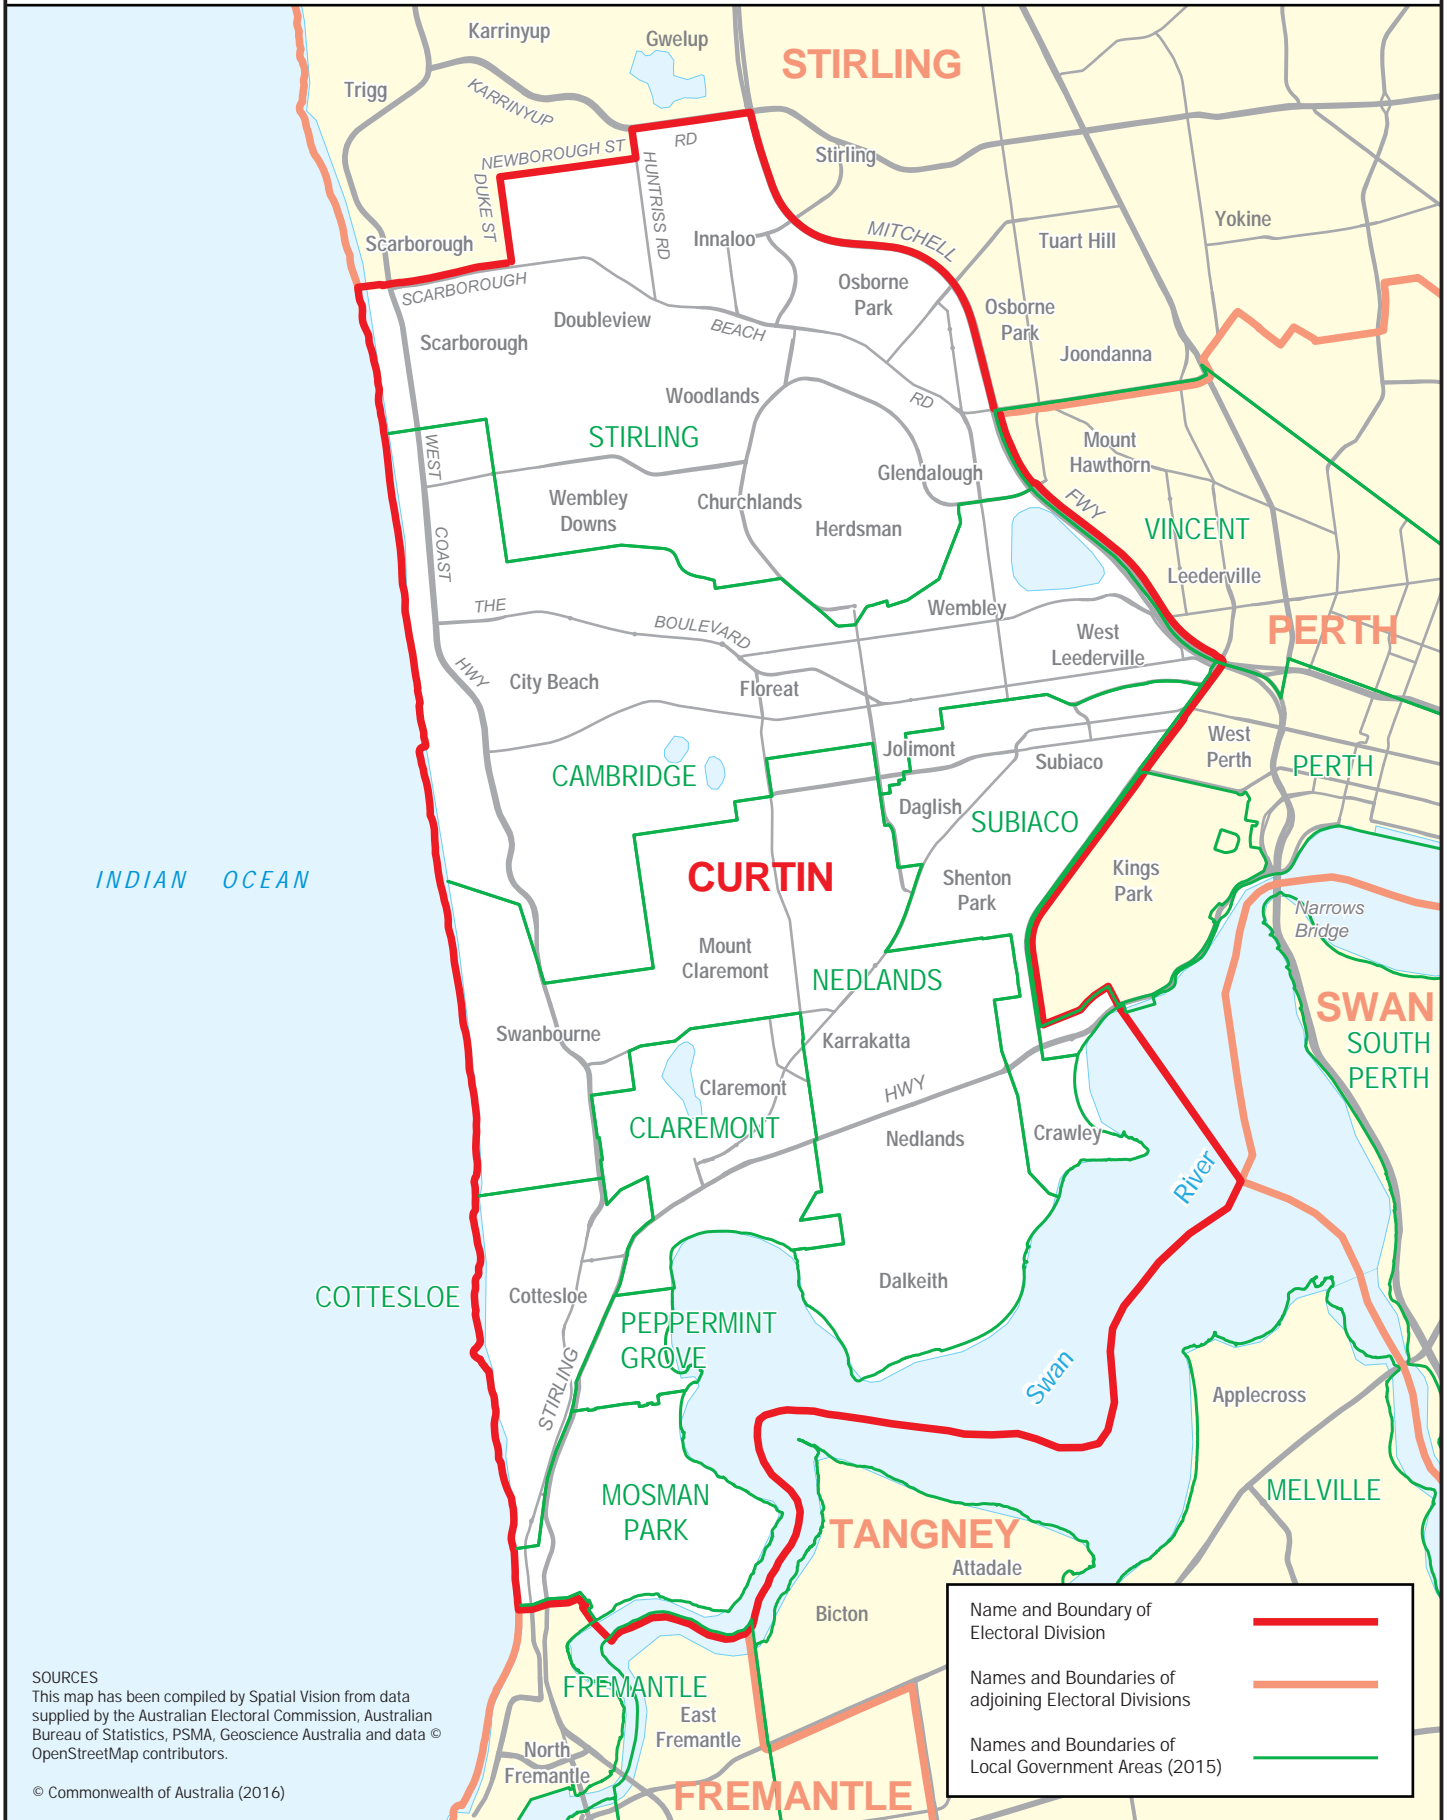 Karrinyup
Gwelup
STIRLING
Trigg
KARRINYUP
RD
NEWBOROUGH ST
Stirling
DUKE ST
HUNTRISS RD
Yokine
Scarborough
Innaloo
MITCHELL
Tuart Hill
SCARBOROUGH
Osborne
Park
Osborne
Park
Doubleview
BEACH
Scarborough
Joondanna
Woodlands
RD
STIRLING
Mount
Hawthorn
WEST
Glendalough
Wembley
Downs
Churchlands
FWY
Herdsman
VINCENT
COAST
Leederville
THE
Wembley
BOULEVARD
PERTH
West
Leederville
HWY
City Beach
Floreat
West
Perth
Jolimont
Subiaco
PERTH
CAMBRIDGE
Daglish
SUBIACO
CURTIN
INDIAN OCEAN
Kings
Park
Shenton
Park
Narrows
Bridge
Mount
Claremont
NEDLANDS
SWAN
Swanbourne
Karrakatta
SOUTH
PERTH
Claremont
HWY
CLAREMONT
Nedlands
Crawley
River
Dalkeith
COTTESLOE
Cottesloe
PEPPERMINT
GROVE
STIRLING
Swan
Applecross
MOSMAN
PARK
MELVILLE
TANGNEY
Attadale
Bicton
Name and Boundary of
Electoral Division
Names and Boundaries of
adjoining Electoral Divisions
Names and Boundaries of
Local Government Areas (2015)
FREMANTLE
East
Fremantle
North
Fremantle
FREMANTLE
SOURCES
This map has been compiled by Spatial Vision from data
supplied by the Australian Electoral Commission, Australian
Bureau of Statistics, PSMA, Geoscience Australia and data ©
OpenStreetMap contributors.
© Commonwealth of Australia (2016)